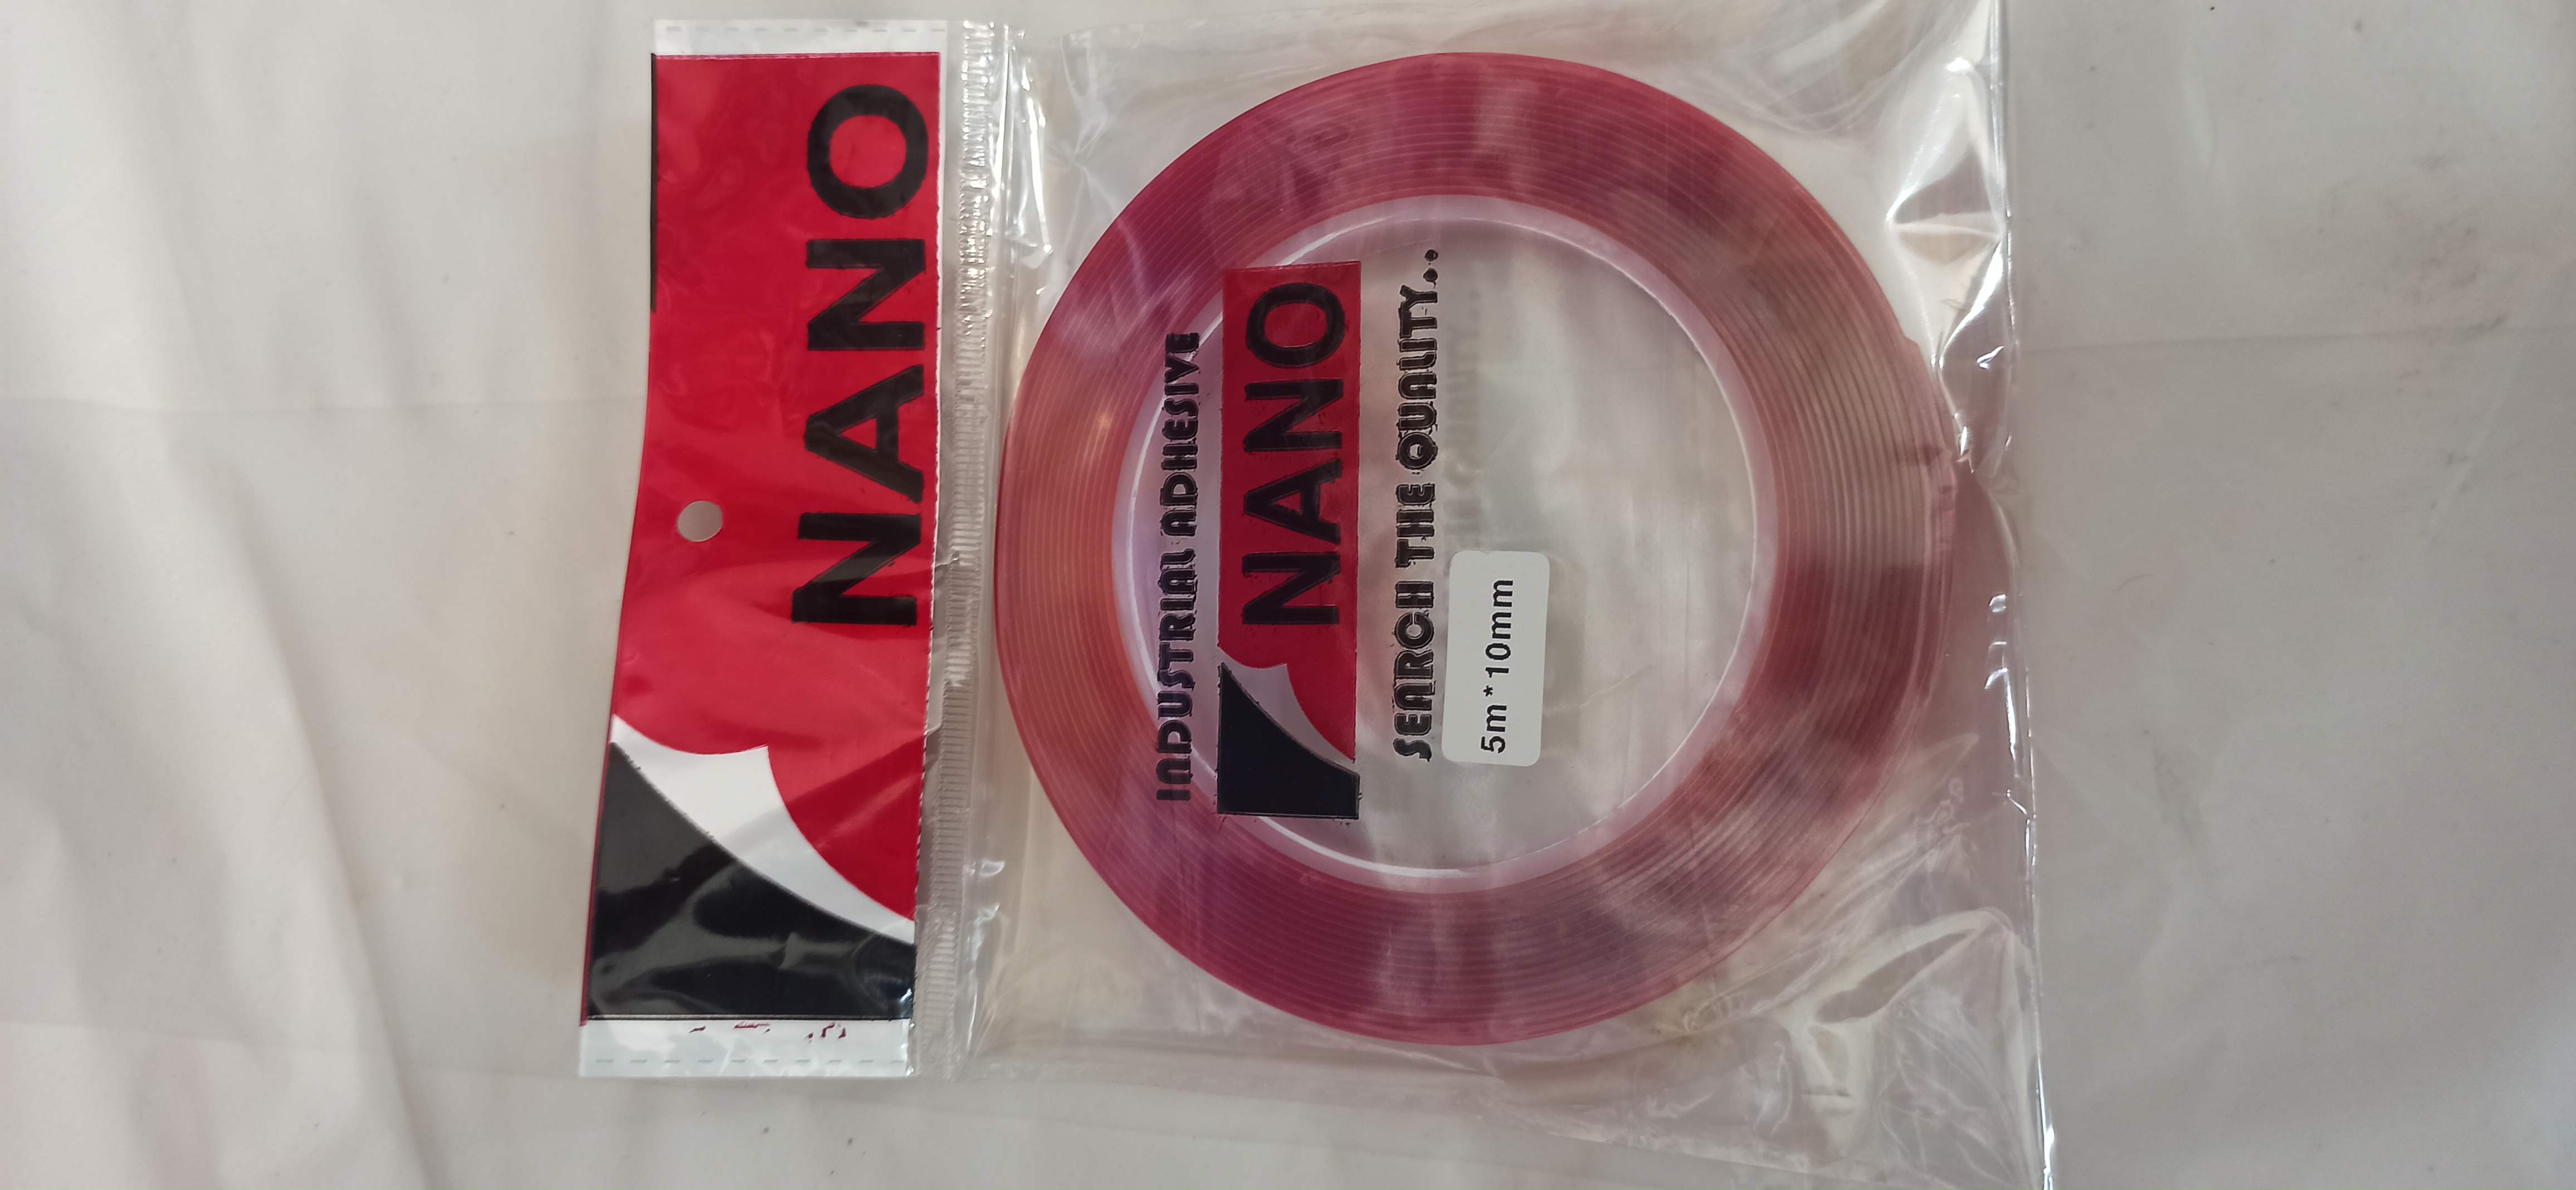 NANO
INDUSTRIAL ADHESIVE
NANO
SEARCH THE QUALITY...
5m*10mm